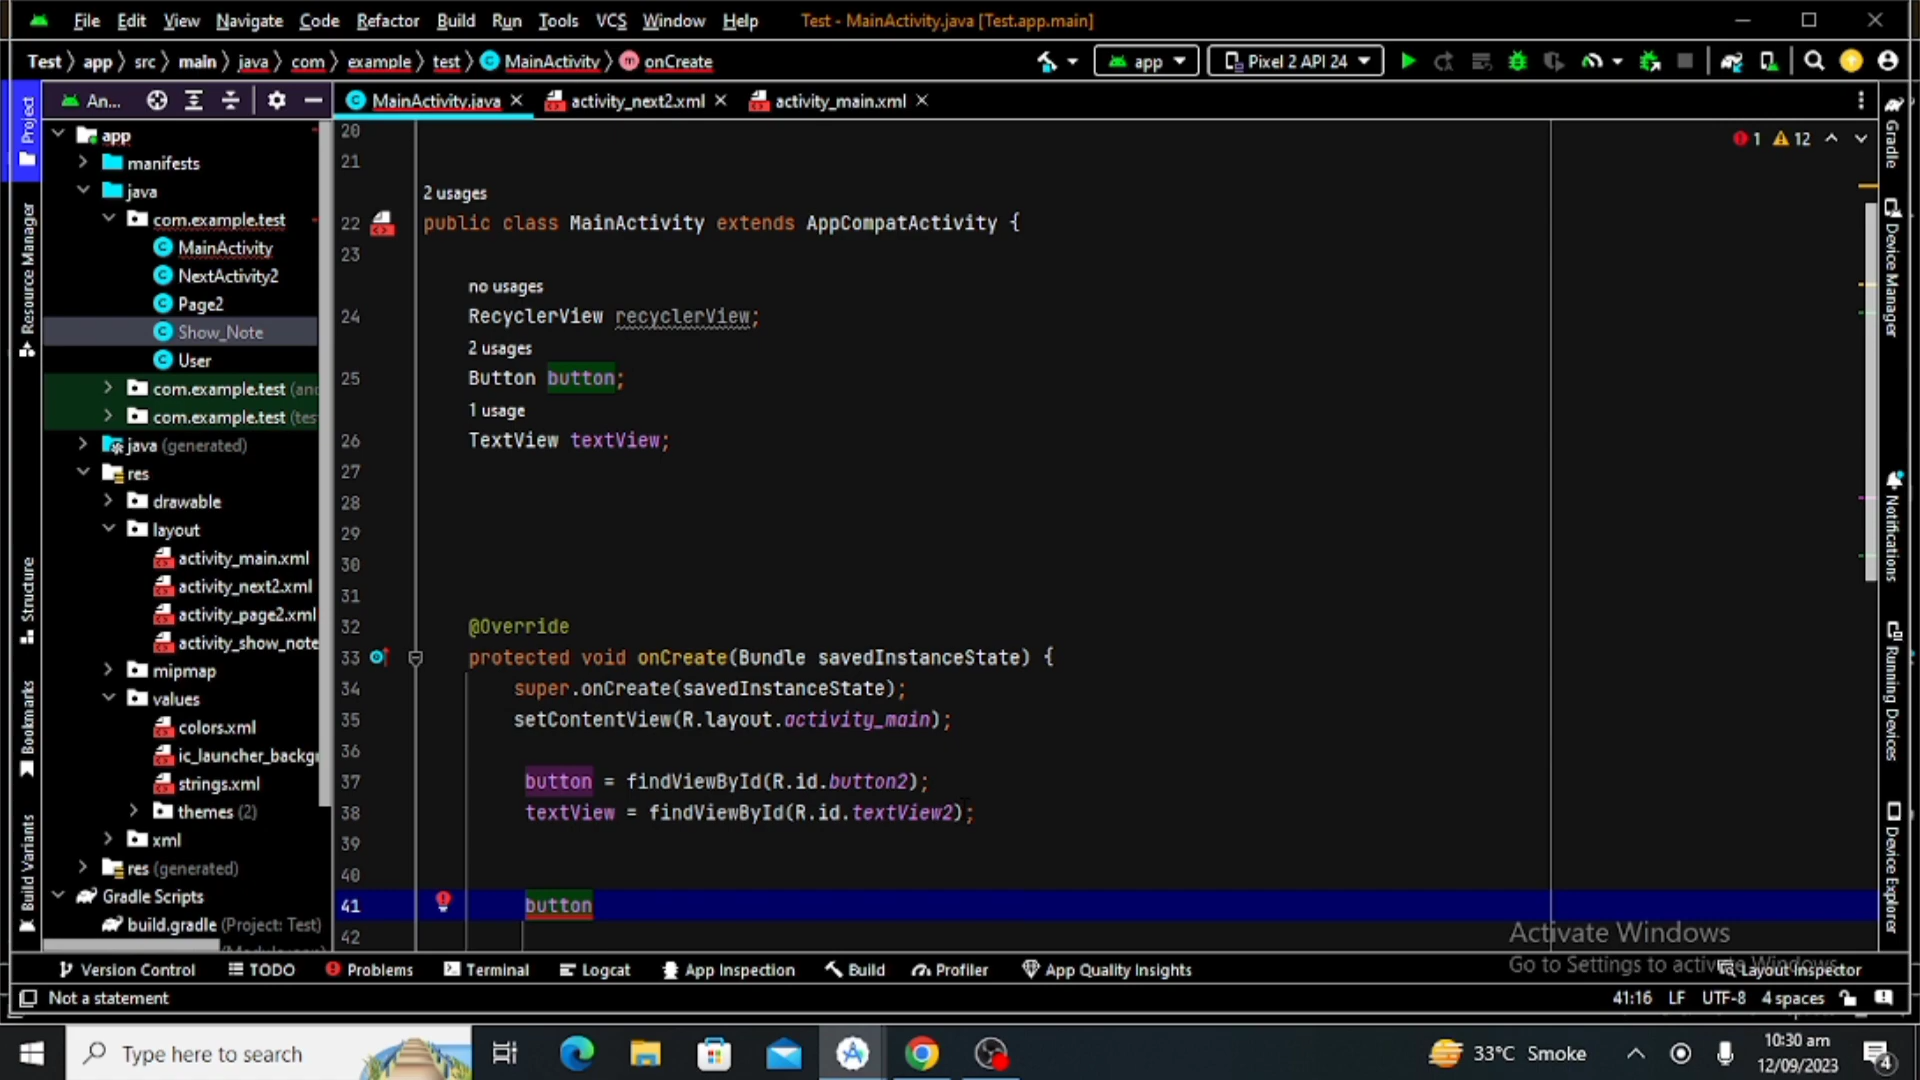 File Edit View Navigate Code Refactor Build Run Tools VCS Window Help Test - MainActivity.java [Test.app.main]
Test app src main java com example test MainActivity onCreate app Pixel 2 API 24
An...
MainActivity.java activity_next2.xml activity_main.xml
Project
Resource Manager
Structure
Bookmarks
Build Variants
app
manifests
java
com.example.test
MainActivity
NextActivity2
Page2
Show_Note
User
com.example.test (and
com.example.test (tes
java (generated)
res
drawable
layout
activity_main.xml
activity_next2.xml
activity_page2.xml
activity_show_note
mipmap
values
colors.xml
ic_launcher_backg
strings.xml
themes (2)
xml
res (generated)
Gradle Scripts
build.gradle (Project: Test)
1 12
20
21
2 usages
22 public class MainActivity extends AppCompatActivity {
23
no usages
24 RecyclerView recyclerView;
2 usages
25 Button button;
1 usage
26 TextView textView;
27
28
29
30
31
32 @Override
33 protected void onCreate(Bundle savedInstanceState) {
34 super.onCreate(savedInstanceState);
35 setContentView(R.layout.activity_main);
36
37 button = findViewById(R.id.button2);
38 textView = findViewById(R.id.textView2);
39
40
41 button
42
Gradle
Device Manager
Notifications
Running Devices
Device Explorer
Activate Windows
Go to Settings to activate Windows.
Version Control TODO Problems Terminal Logcat App Inspection Build Profiler App Quality Insights Layout Inspector
Not a statement 41:16 LF UTF-8 4 spaces
Type here to search
33°C Smoke
10:30 am
12/09/2023
4